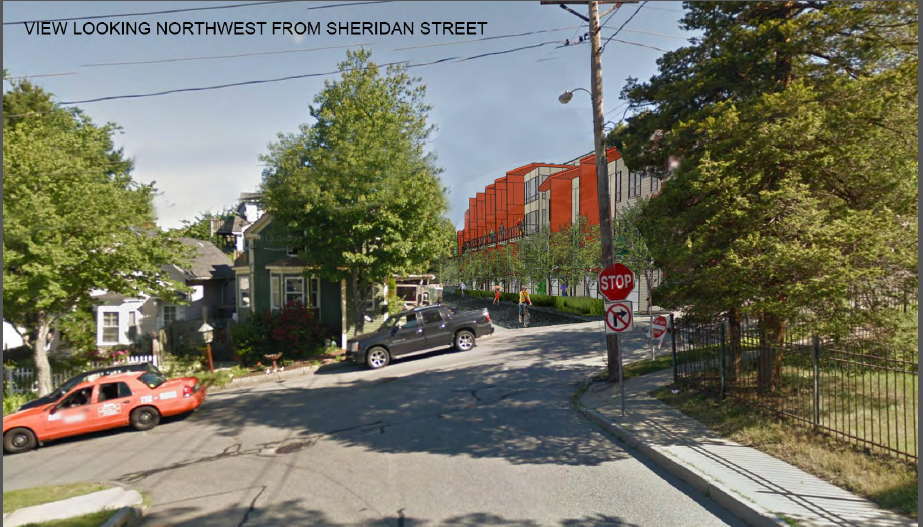 VIEW LOOKING NORTHWEST FROM SHERIDAN STREET
STOP